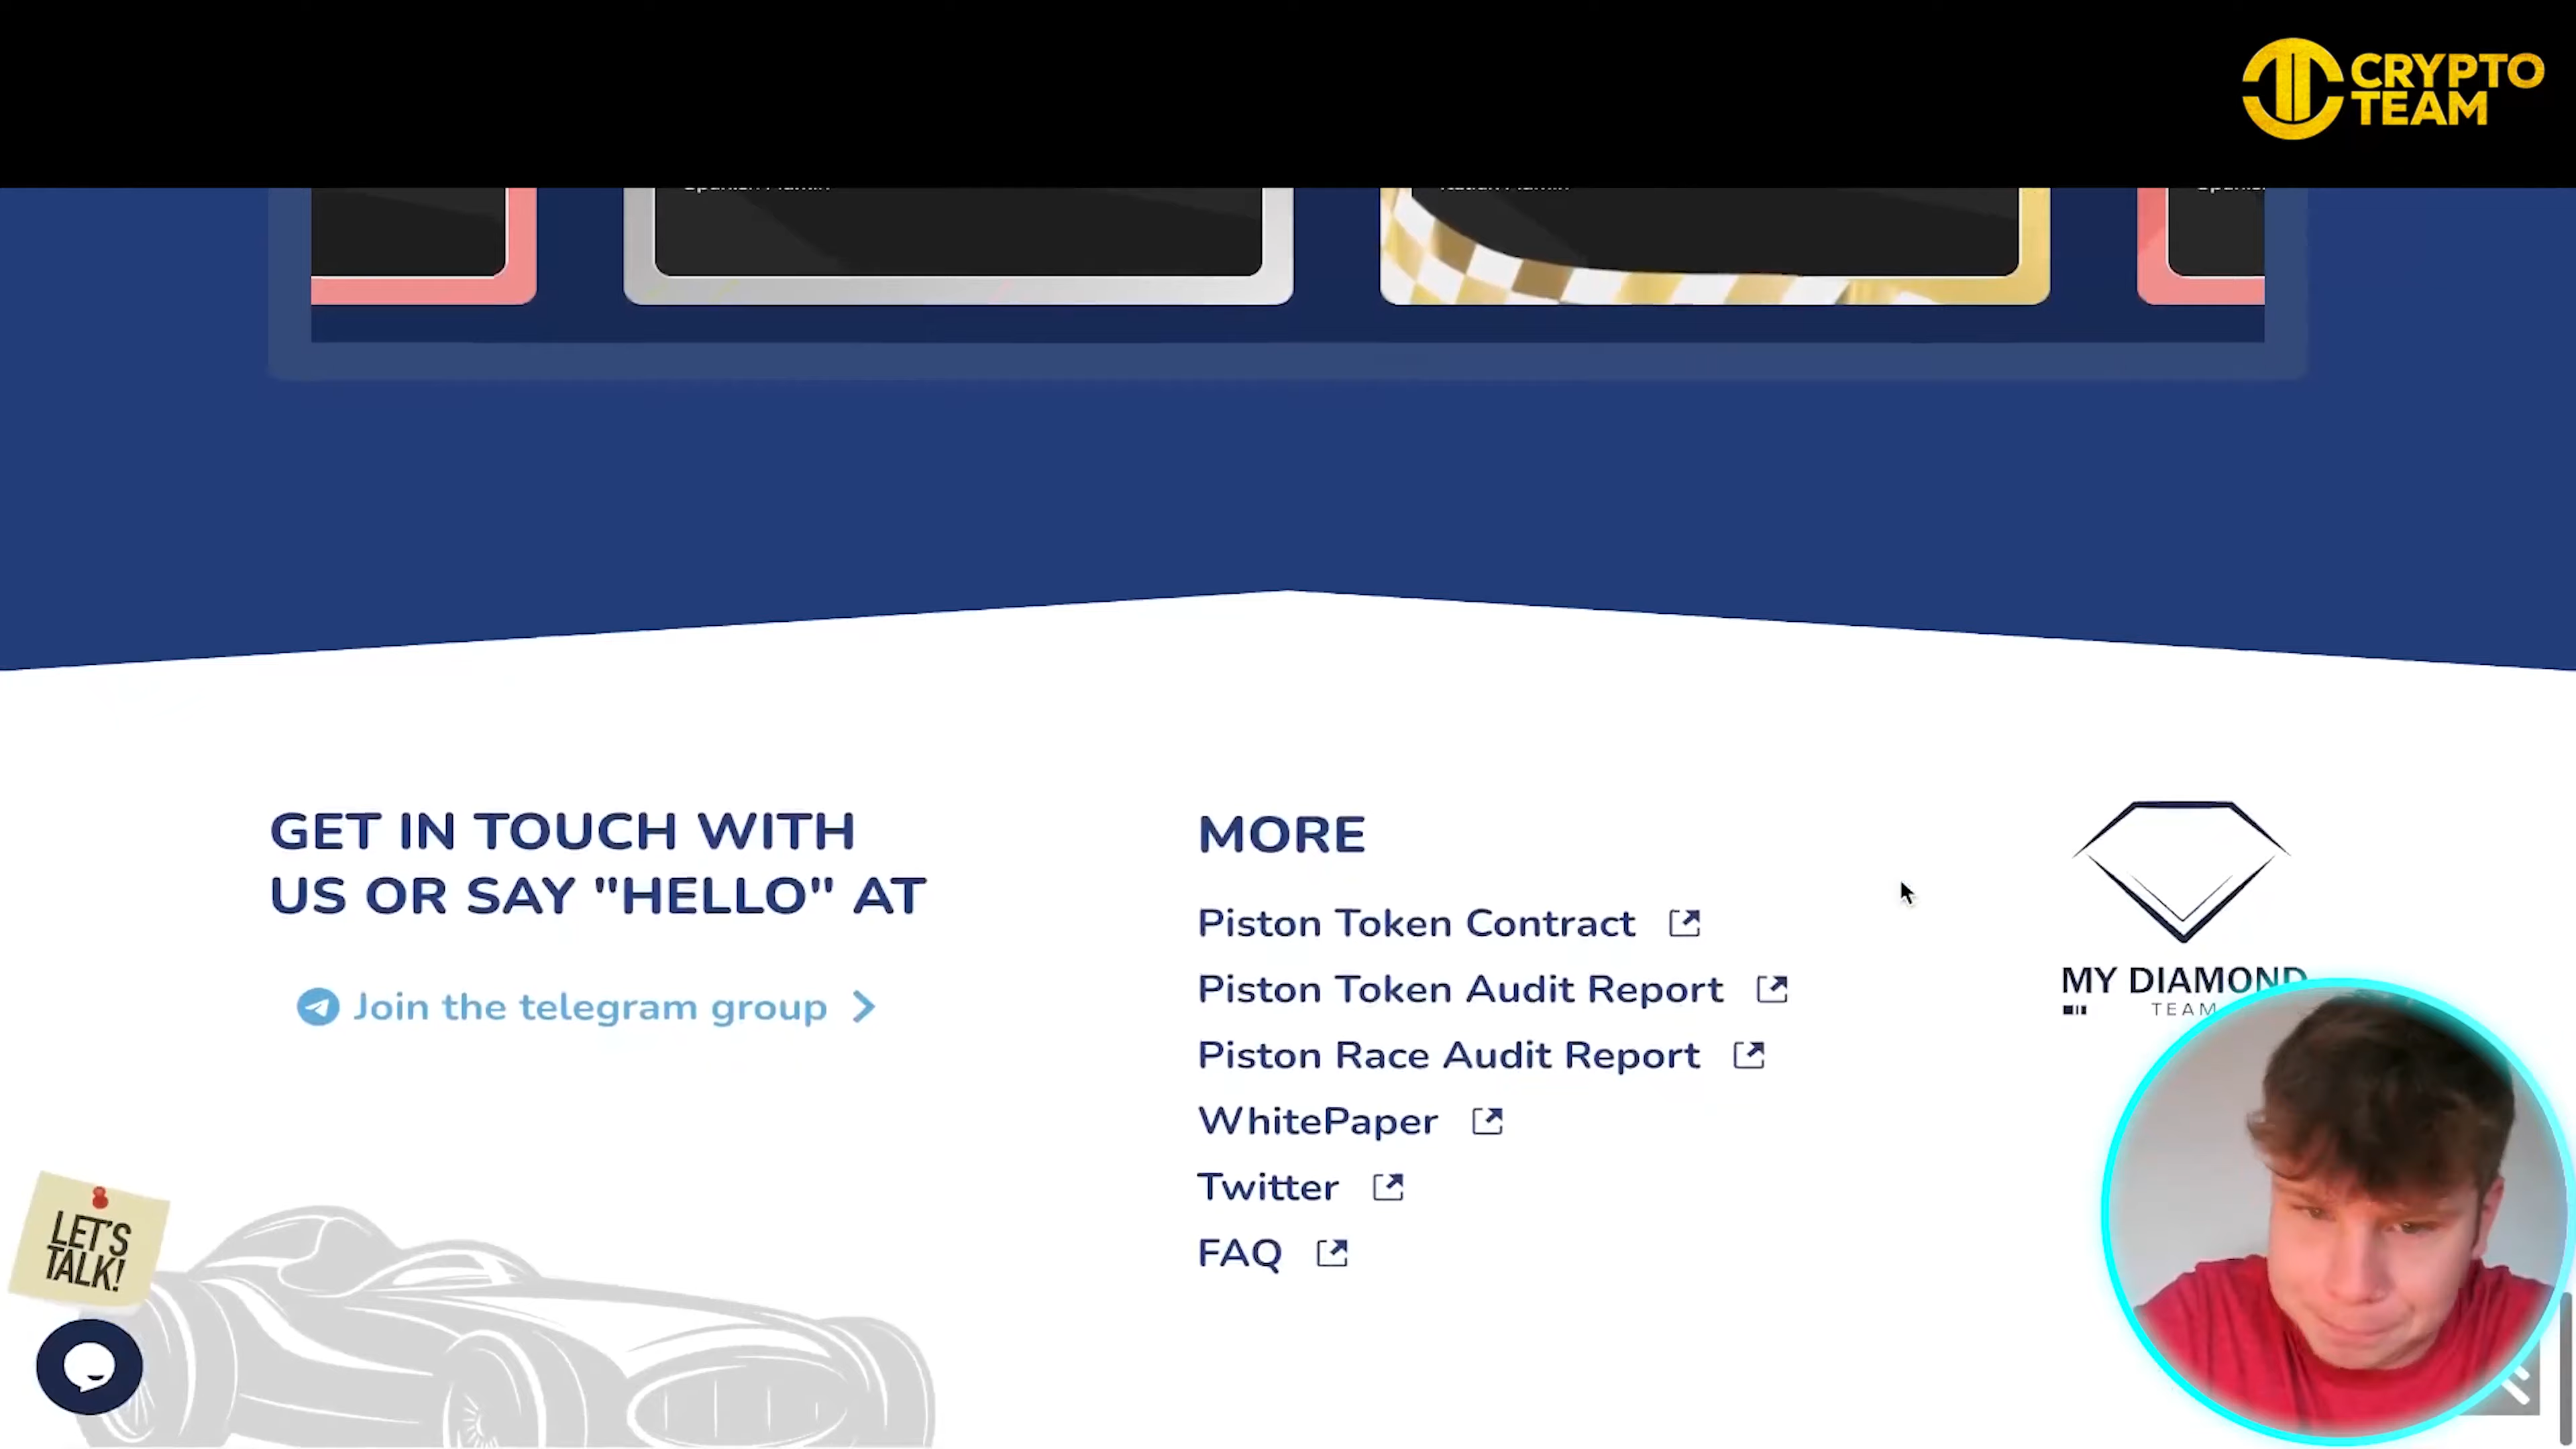 CRYPTO
TEAM
GET IN TOUCH WITH
US OR SAY "HELLO" AT
Join the telegram group
MORE
Piston Token Contract
Piston Token Audit Report
Piston Race Audit Report
WhitePaper
Twitter
FAQ
MY DIAMOND
TEAM
LET'S
TALK!